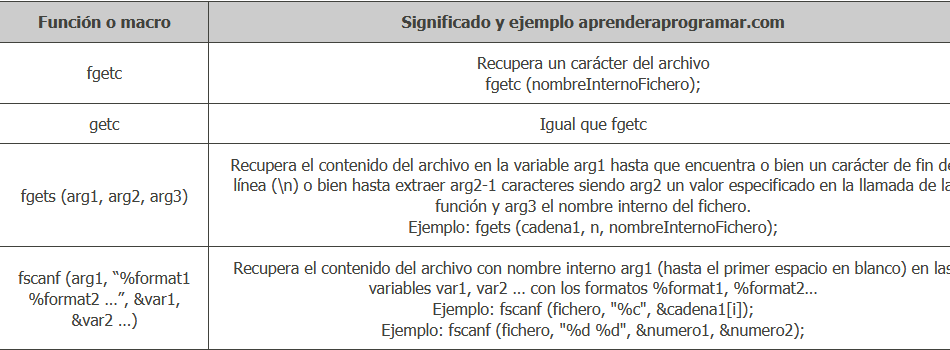 Función o macro
Significado y ejemplo aprenderaprogramar.com
fgetc
Recupera un carácter del archivo
fgetc (nombreInternoFichero);
getc
Igual que fgetc
fgets (arg1, arg2, arg3)
Recupera el contenido del archivo en la variable arg1 hasta que encuentra o bien un carácter de fin de
línea (\n) o bien hasta extraer arg2-1 caracteres siendo arg2 un valor especificado en la llamada de la
función y arg3 el nombre interno del fichero.
Ejemplo: fgets (cadena1, n, nombreInternoFichero);
fscanf (arg1, “%format1
%format2 ...”, &var1,
&var2 ...)
Recupera el contenido del archivo con nombre interno arg1 (hasta el primer espacio en blanco) en las
variables var1, var2 ... con los formatos %format1, %format2...
Ejemplo: fscanf (fichero, "%c", &cadena1[i]);
Ejemplo: fscanf (fichero, "%d %d", &numero1, &numero2);